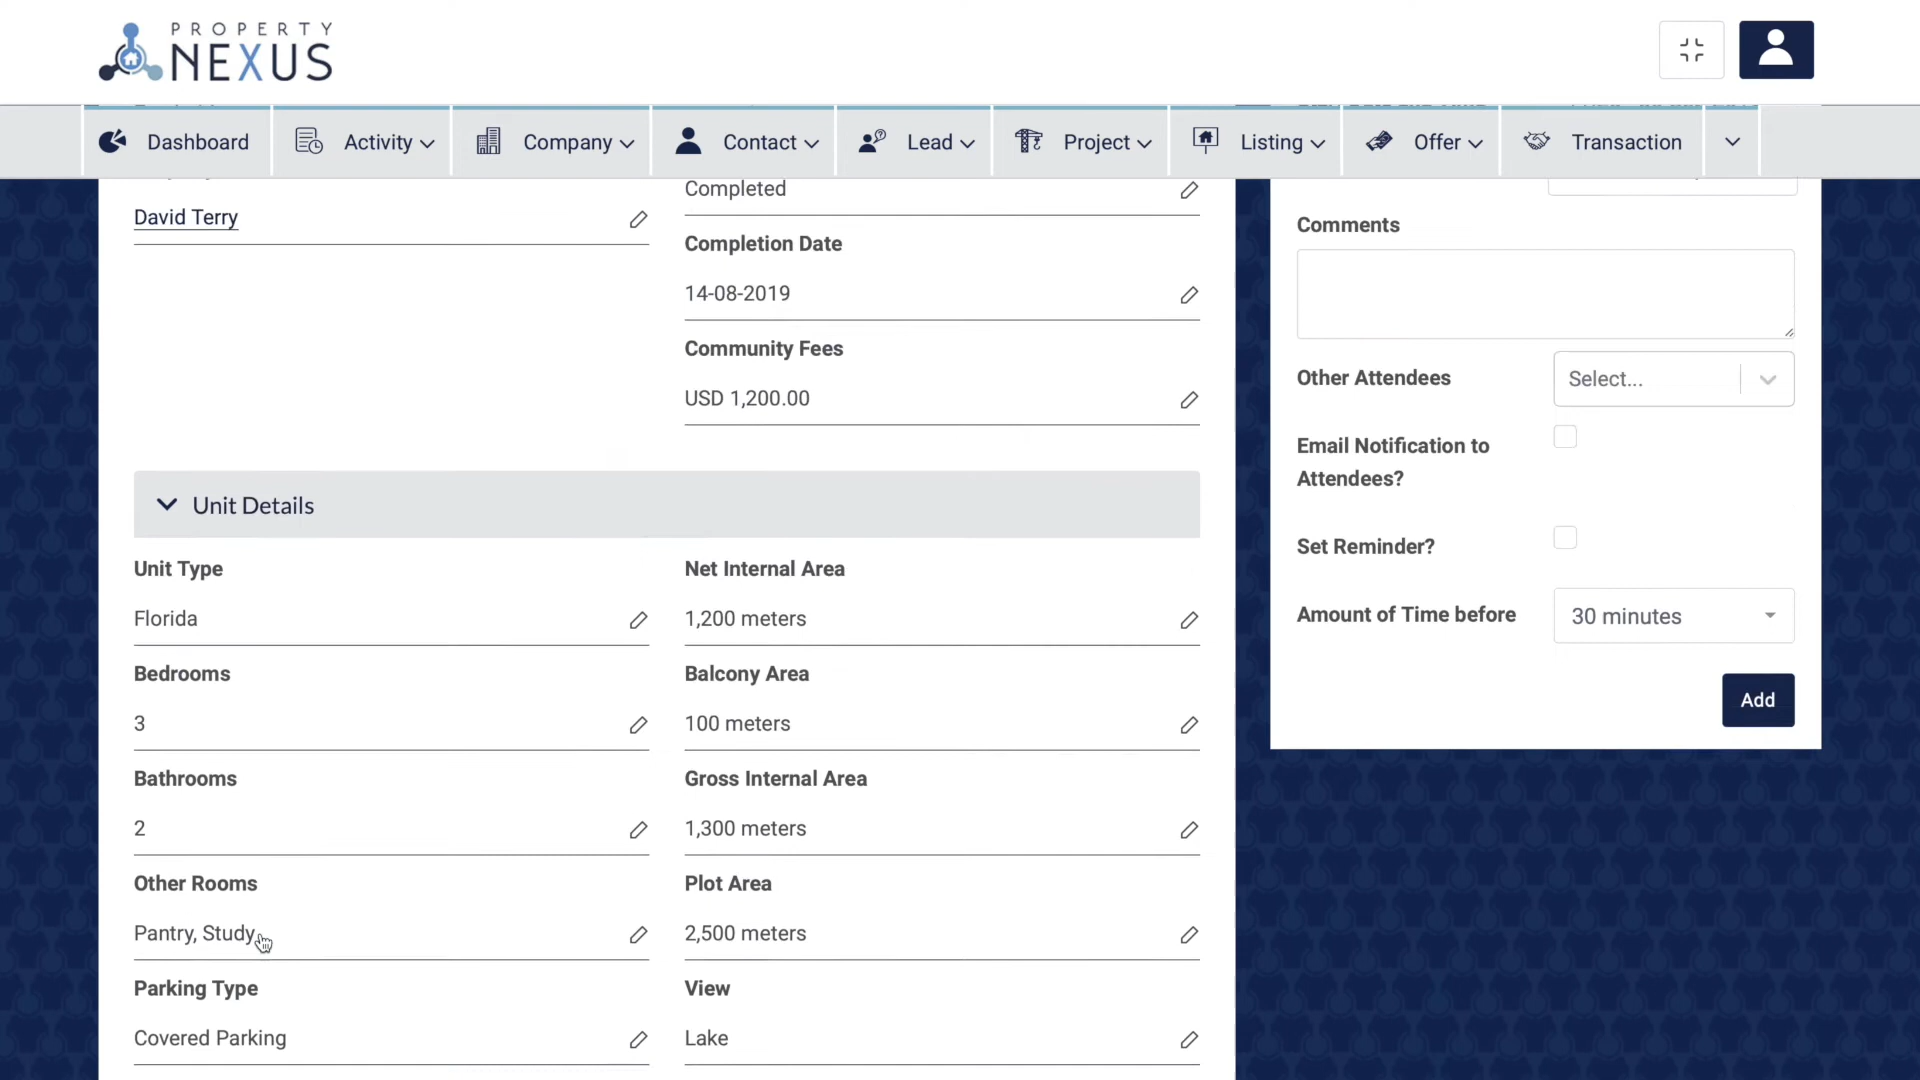 PROPERTY
NEXUS
Dashboard
Activity
Company
Contact
Lead
Project
Listing
Offer
Transaction
David Terry
Completed
Completion Date
14-08-2019
Community Fees
USD 1,200.00
Unit Details
Unit Type
Florida
Bedrooms
3
Bathrooms
2
Other Rooms
Pantry, Study
Parking Type
Covered Parking
Net Internal Area
1,200 meters
Balcony Area
100 meters
Gross Internal Area
1,300 meters
Plot Area
2,500 meters
View
Lake
Comments
Other Attendees
Select...
Email Notification to
Attendees?
Set Reminder?
Amount of Time before
30 minutes
Add